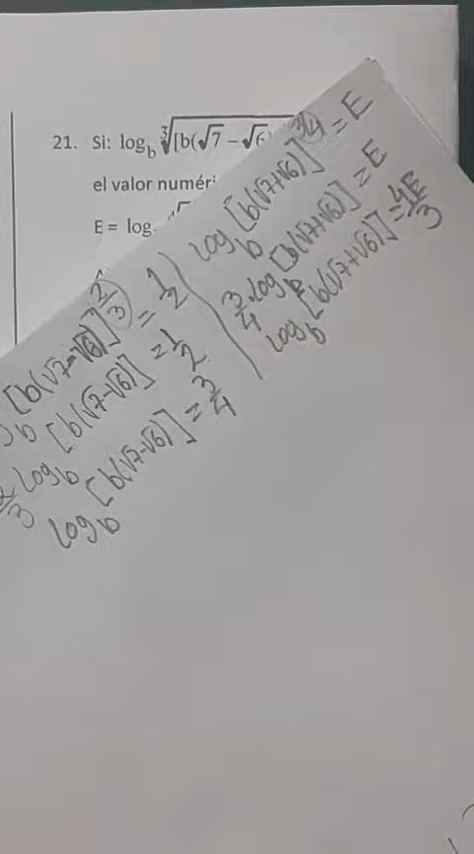 21. Si: log_b ∛[b(√7 − √6)
el valor numéri
E = log
[b(√7-√6)]^(2/3) = 1/2
2/3 log_b [b(√7-√6)] = 1/2
log_b [b(√7-√6)] = 3/4
log_b [b(√7+√6)]^(3/4) = E
3/4 · log_b [b(√7+√6)] = E
log_b [b(√7+√6)] = 4E/3